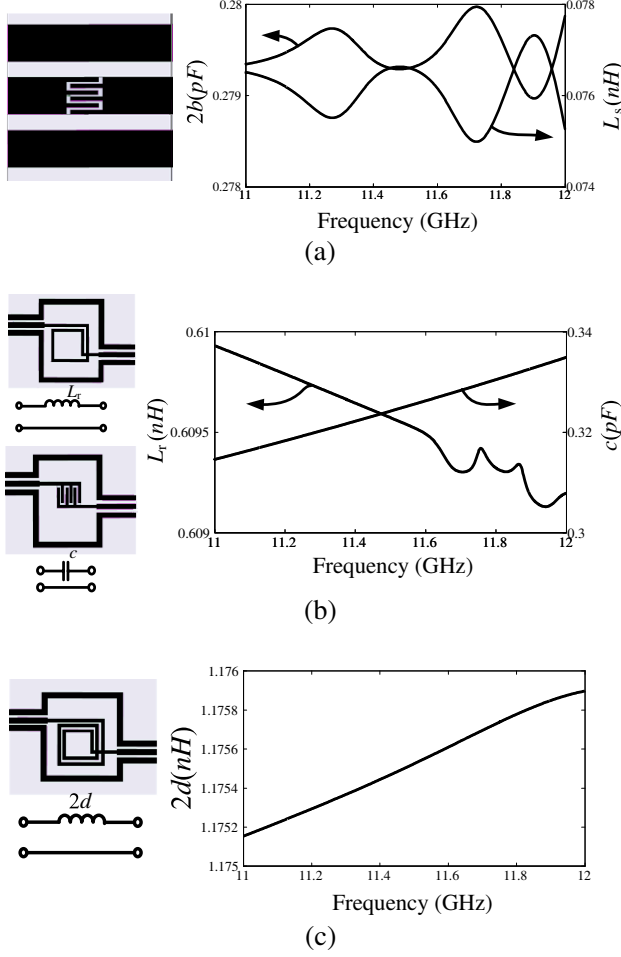 0.28
0.279
0.278
2b(pF)
0.078
0.076
0.074
L_s(nH)
11 11.2 11.4 11.6 11.8 12
Frequency (GHz)
(a)
L_r
c
0.61
0.6095
0.609
L_r(nH)
0.34
0.32
0.3
c(pF)
11 11.2 11.4 11.6 11.8 12
Frequency (GHz)
(b)
2d
1.176
1.1758
1.1756
1.1754
1.1752
1.175
2d(nH)
11 11.2 11.4 11.6 11.8 12
Frequency (GHz)
(c)